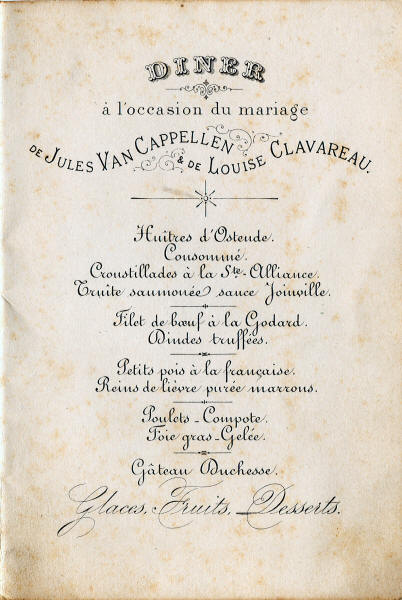 DINER
à l'occasion du mariage
DE JULES VAN CAPPELLEN & DE LOUISE CLAVAREAU.
Huîtres d'Ostende.
Consommé.
Croustillades à la Ste-Alliance.
Truite saumonée sauce Joinville.
Filet de bœuf à la Godard.
Dindes truffées.
Petits pois à la française.
Reins de lièvre purée marrons.
Poulets-Compote.
Foie gras-Gelée.
Gâteau Duchesse.
Glaces, Fruits, Desserts.